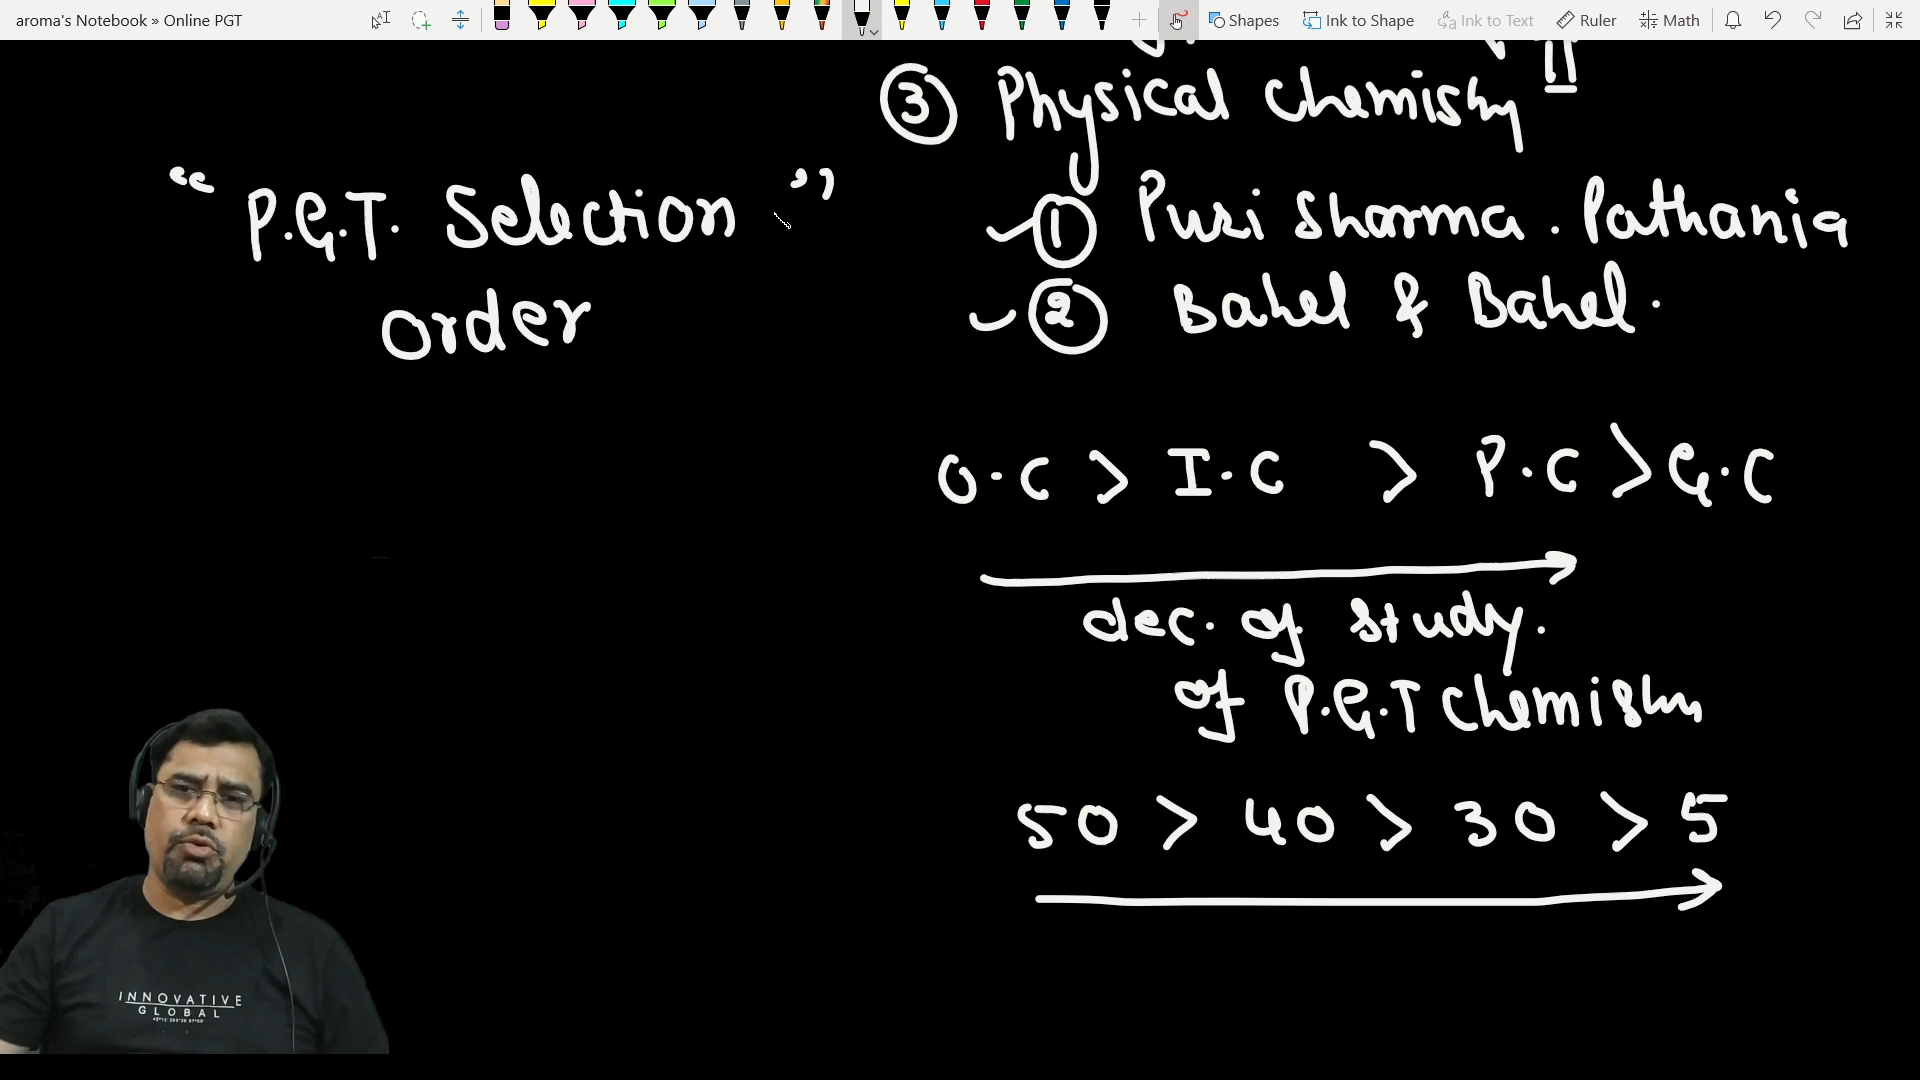 aroma's Notebook » Online PGT
Shapes Ink to Shape Ink to Text Ruler Math
③ Physical Chemistry
① Puri Sharma . Pathania
② Bahel & Bahel .
“ P.G.T. Selection ”
order
O.C > I.C > P.C > G.C
dec. of study.
of P.G.T Chemistry
50 > 40 > 30 > 5
INNOVATIVE
GLOBAL